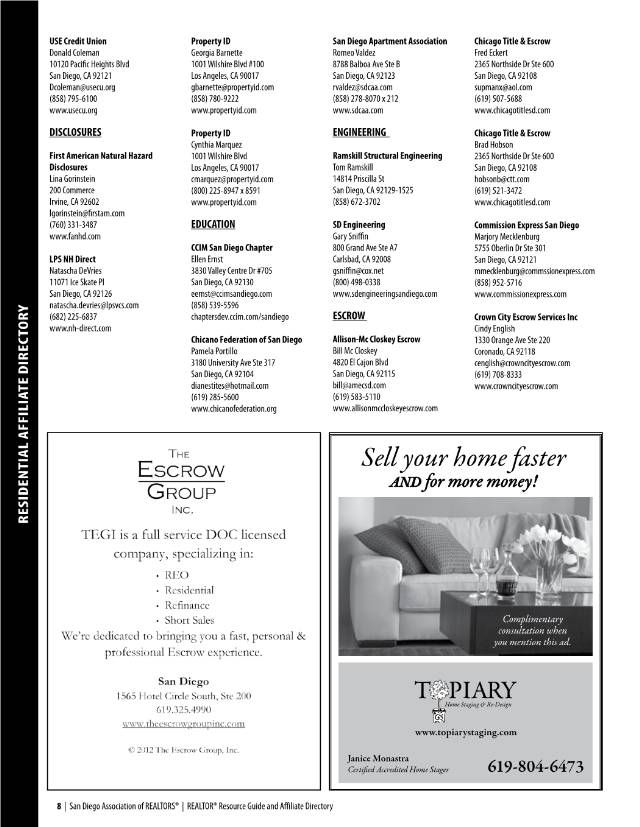 RESIDENTIAL AFFILIATE DIRECTORY
USE Credit Union
Donald Coleman
10120 Pacific Heights Blvd
San Diego, CA 92121
Dcoleman@usecu.org
(858) 795-6100
www.usecu.org
DISCLOSURES
First American Natural Hazard
Disclosures
Lina Gorinstein
200 Commerce
Irvine, CA 92602
lgorinstein@firstam.com
(760) 331-3487
www.fanhd.com
LPS NH Direct
Natascha DeVries
11071 Ice Skate Pl
San Diego, CA 92126
natascha.devries@lpsvcs.com
(682) 225-6837
www.nh-direct.com
Property ID
Georgia Barnette
1001 Wilshire Blvd #100
Los Angeles, CA 90017
gbarnette@propertyid.com
(858) 780-9222
www.propertyid.com
Property ID
Cynthia Marquez
1001 Wilshire Blvd
Los Angeles, CA 90017
cmarquez@propertyid.com
(800) 225-8947 x 8591
www.propertyid.com
EDUCATION
CCIM San Diego Chapter
Ellen Ernst
3830 Valley Centre Dr #705
San Diego, CA 92130
eernst@ccimsandiego.com
(858) 539-5596
chaptersdev.ccim.com/sandiego
Chicano Federation of San Diego
Pamela Portillo
3180 University Ave Ste 317
San Diego, CA 92104
dianestites@hotmail.com
(619) 285-5600
www.chicanofederation.org
San Diego Apartment Association
Romeo Valdez
8788 Balboa Ave Ste B
San Diego, CA 92123
rvaldez@sdcaa.com
(858) 278-8070 x 212
www.sdcaa.com
ENGINEERING
Ramskill Structural Engineering
Tom Ramskill
14814 Priscilla St
San Diego, CA 92129-1525
(858) 672-3702
SD Engineering
Gary Sniffin
800 Grand Ave Ste A7
Carlsbad, CA 92008
gsniffin@cox.net
(800) 498-0338
www.sdengineeringsandiego.com
ESCROW
Allison-Mc Closkey Escrow
Bill Mc Closkey
4820 El Cajon Blvd
San Diego, CA 92115
bill@amecsd.com
(619) 583-5110
www.allisonmccloskeyescrow.com
Chicago Title & Escrow
Fred Eckert
2365 Northside Dr Ste 600
San Diego, CA 92108
supmanx@aol.com
(619) 507-5688
www.chicagotitlesd.com
Chicago Title & Escrow
Brad Hobson
2365 Northside Dr Ste 600
San Diego, CA 92108
hobsonb@ctt.com
(619) 521-3472
www.chicagotitlesd.com
Commission Express San Diego
Marjory Mecklenburg
5755 Oberlin Dr Ste 301
San Diego, CA 92121
mmecklenburg@commssionexpress.com
(858) 952-5716
www.commissionexpress.com
Crown City Escrow Services Inc
Cindy English
1330 Orange Ave Ste 220
Coronado, CA 92118
cenglish@crowncityescrow.com
(619) 708-8333
www.crowncityescrow.com
THE
ESCROW
GROUP
INC.
TEGI is a full service DOC licensed
company, specializing in:
• REO
• Residential
• Refinance
• Short Sales
We're dedicated to bringing you a fast, personal &
professional Escrow experience.
San Diego
1565 Hotel Circle South, Ste 200
619.325.4990
www.theescrowgroupinc.com
© 2012 The Escrow Group, Inc.
Sell your home faster
AND for more money!
Complimentary
consultation when
you mention this ad.
TOPIARY
Home Staging & Re-Design
www.topiarystaging.com
Janice Monastra
Certified Accredited Home Stager
619-804-6473
8 | San Diego Association of REALTORS® | REALTOR® Resource Guide and Affiliate Directory